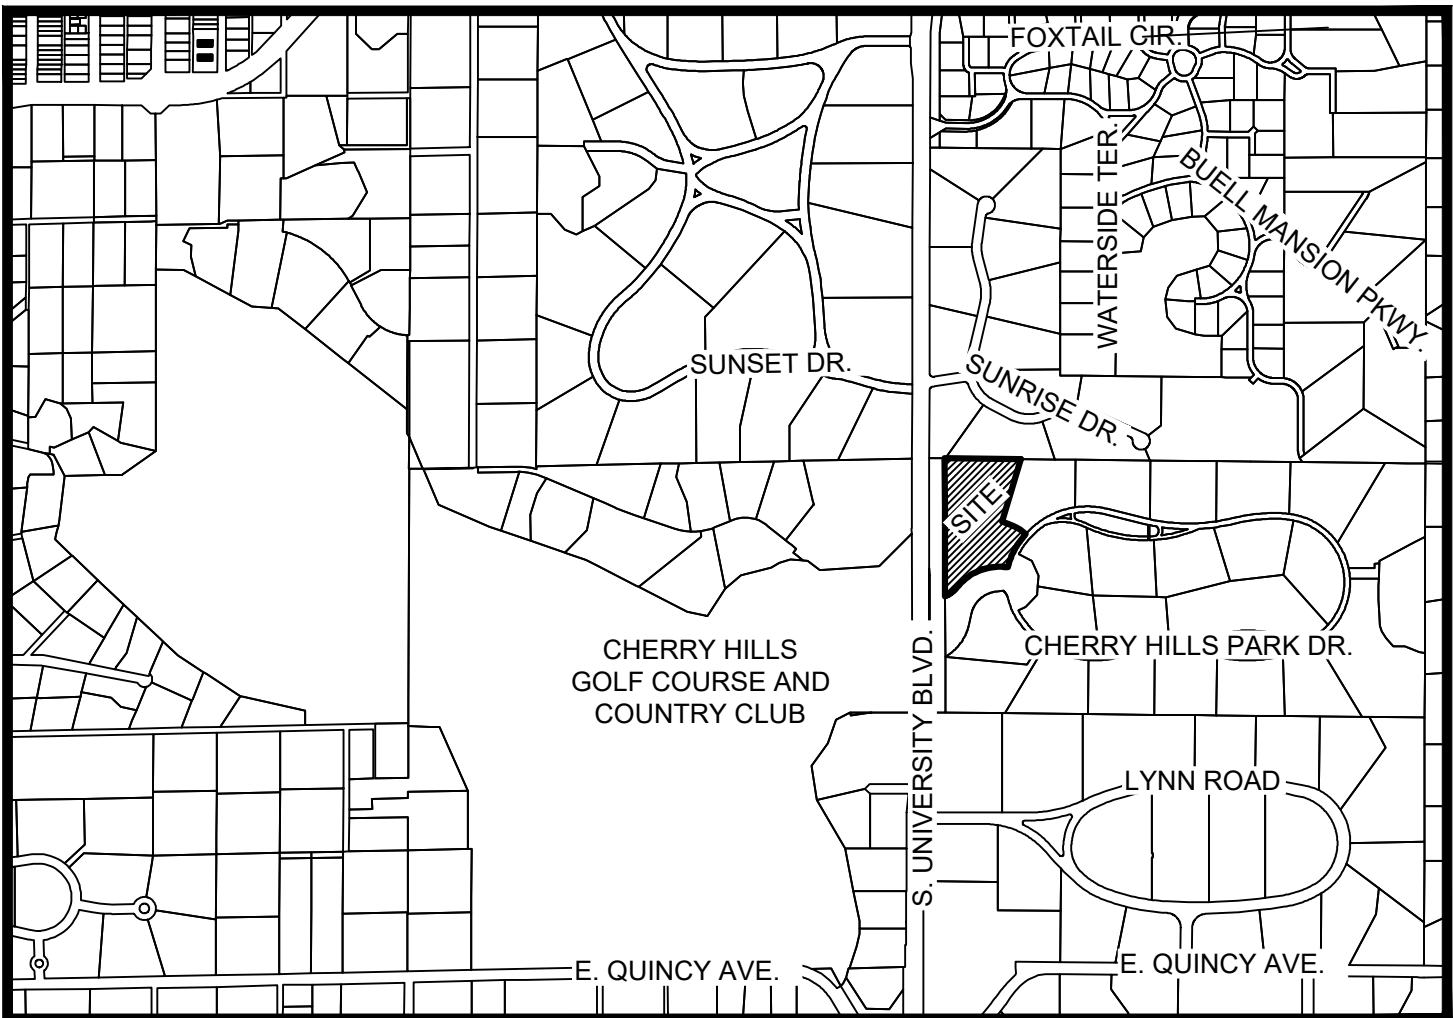 FOXTAIL CIR.
WATERSIDE TER.
BUELL MANSION PKWY.
SUNSET DR.
SUNRISE DR.
SITE
CHERRY HILLS
GOLF COURSE AND
COUNTRY CLUB
S. UNIVERSITY BLVD.
CHERRY HILLS PARK DR.
LYNN ROAD
E. QUINCY AVE.
E. QUINCY AVE.